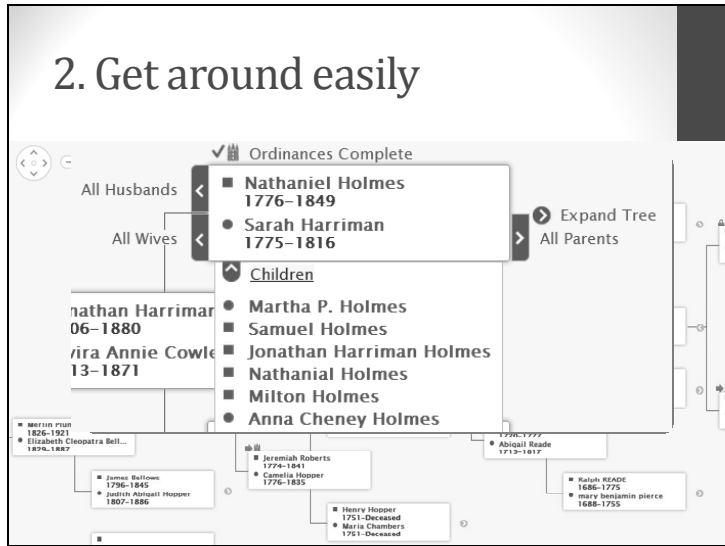 2. Get around easily
Ordinances Complete
All Husbands
Nathaniel Holmes
1776–1849
Sarah Harriman
1775–1816
All Wives
Expand Tree
All Parents
Children
Martha P. Holmes
Samuel Holmes
Jonathan Harriman Holmes
Nathanial Holmes
Milton Holmes
Anna Cheney Holmes
nathan Harrimar
06–1880
vira Annie Cowle
13–1871
1826–1921
Elizabeth Cleopatra Bell...
1829–1887
James Bellows
1796–1845
Judith Abigail Hopper
1807–1886
Jeremiah Roberts
1774–1841
Camelia Hopper
1776–1835
Henry Hopper
1751–Deceased
Maria Chambers
1751–Deceased
Abigail Reade
Ralph READE
1686–1775
mary benjamin pierce
1688–1755